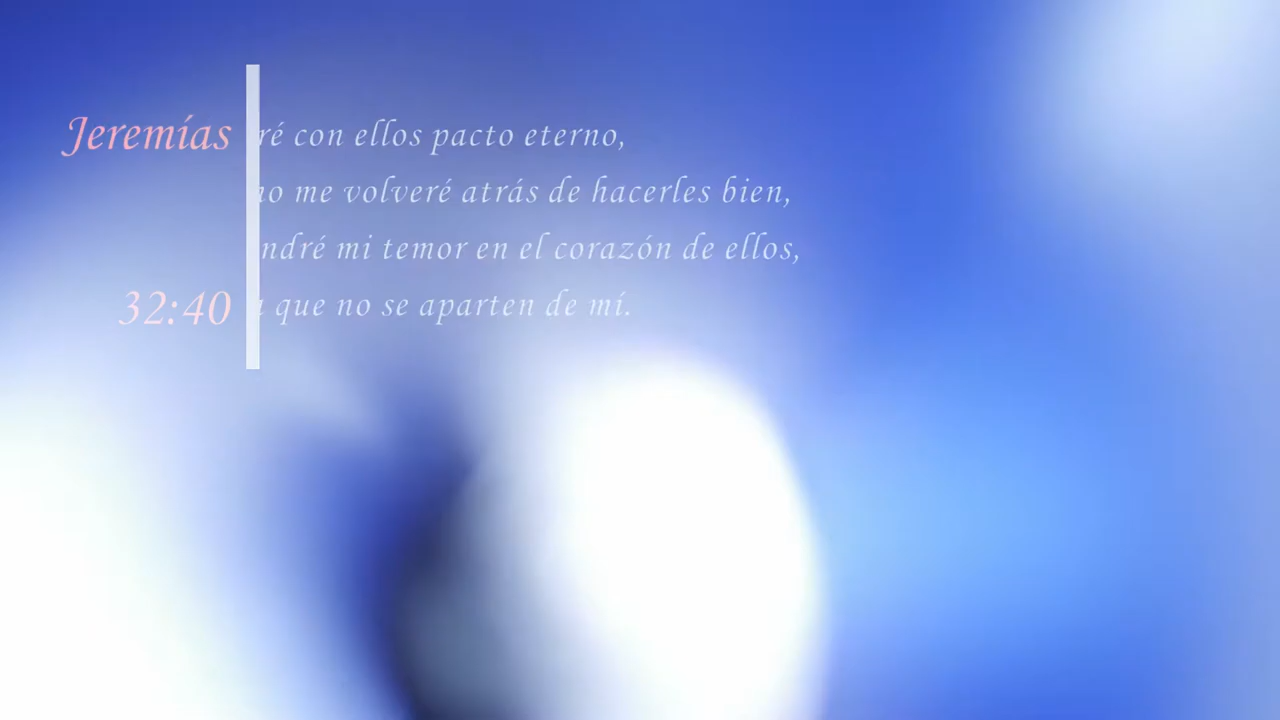 Jeremías
ré con ellos pacto eterno,
no me volveré atrás de hacerles bien,
ndré mi temor en el corazón de ellos,
32:40
a que no se aparten de mí.